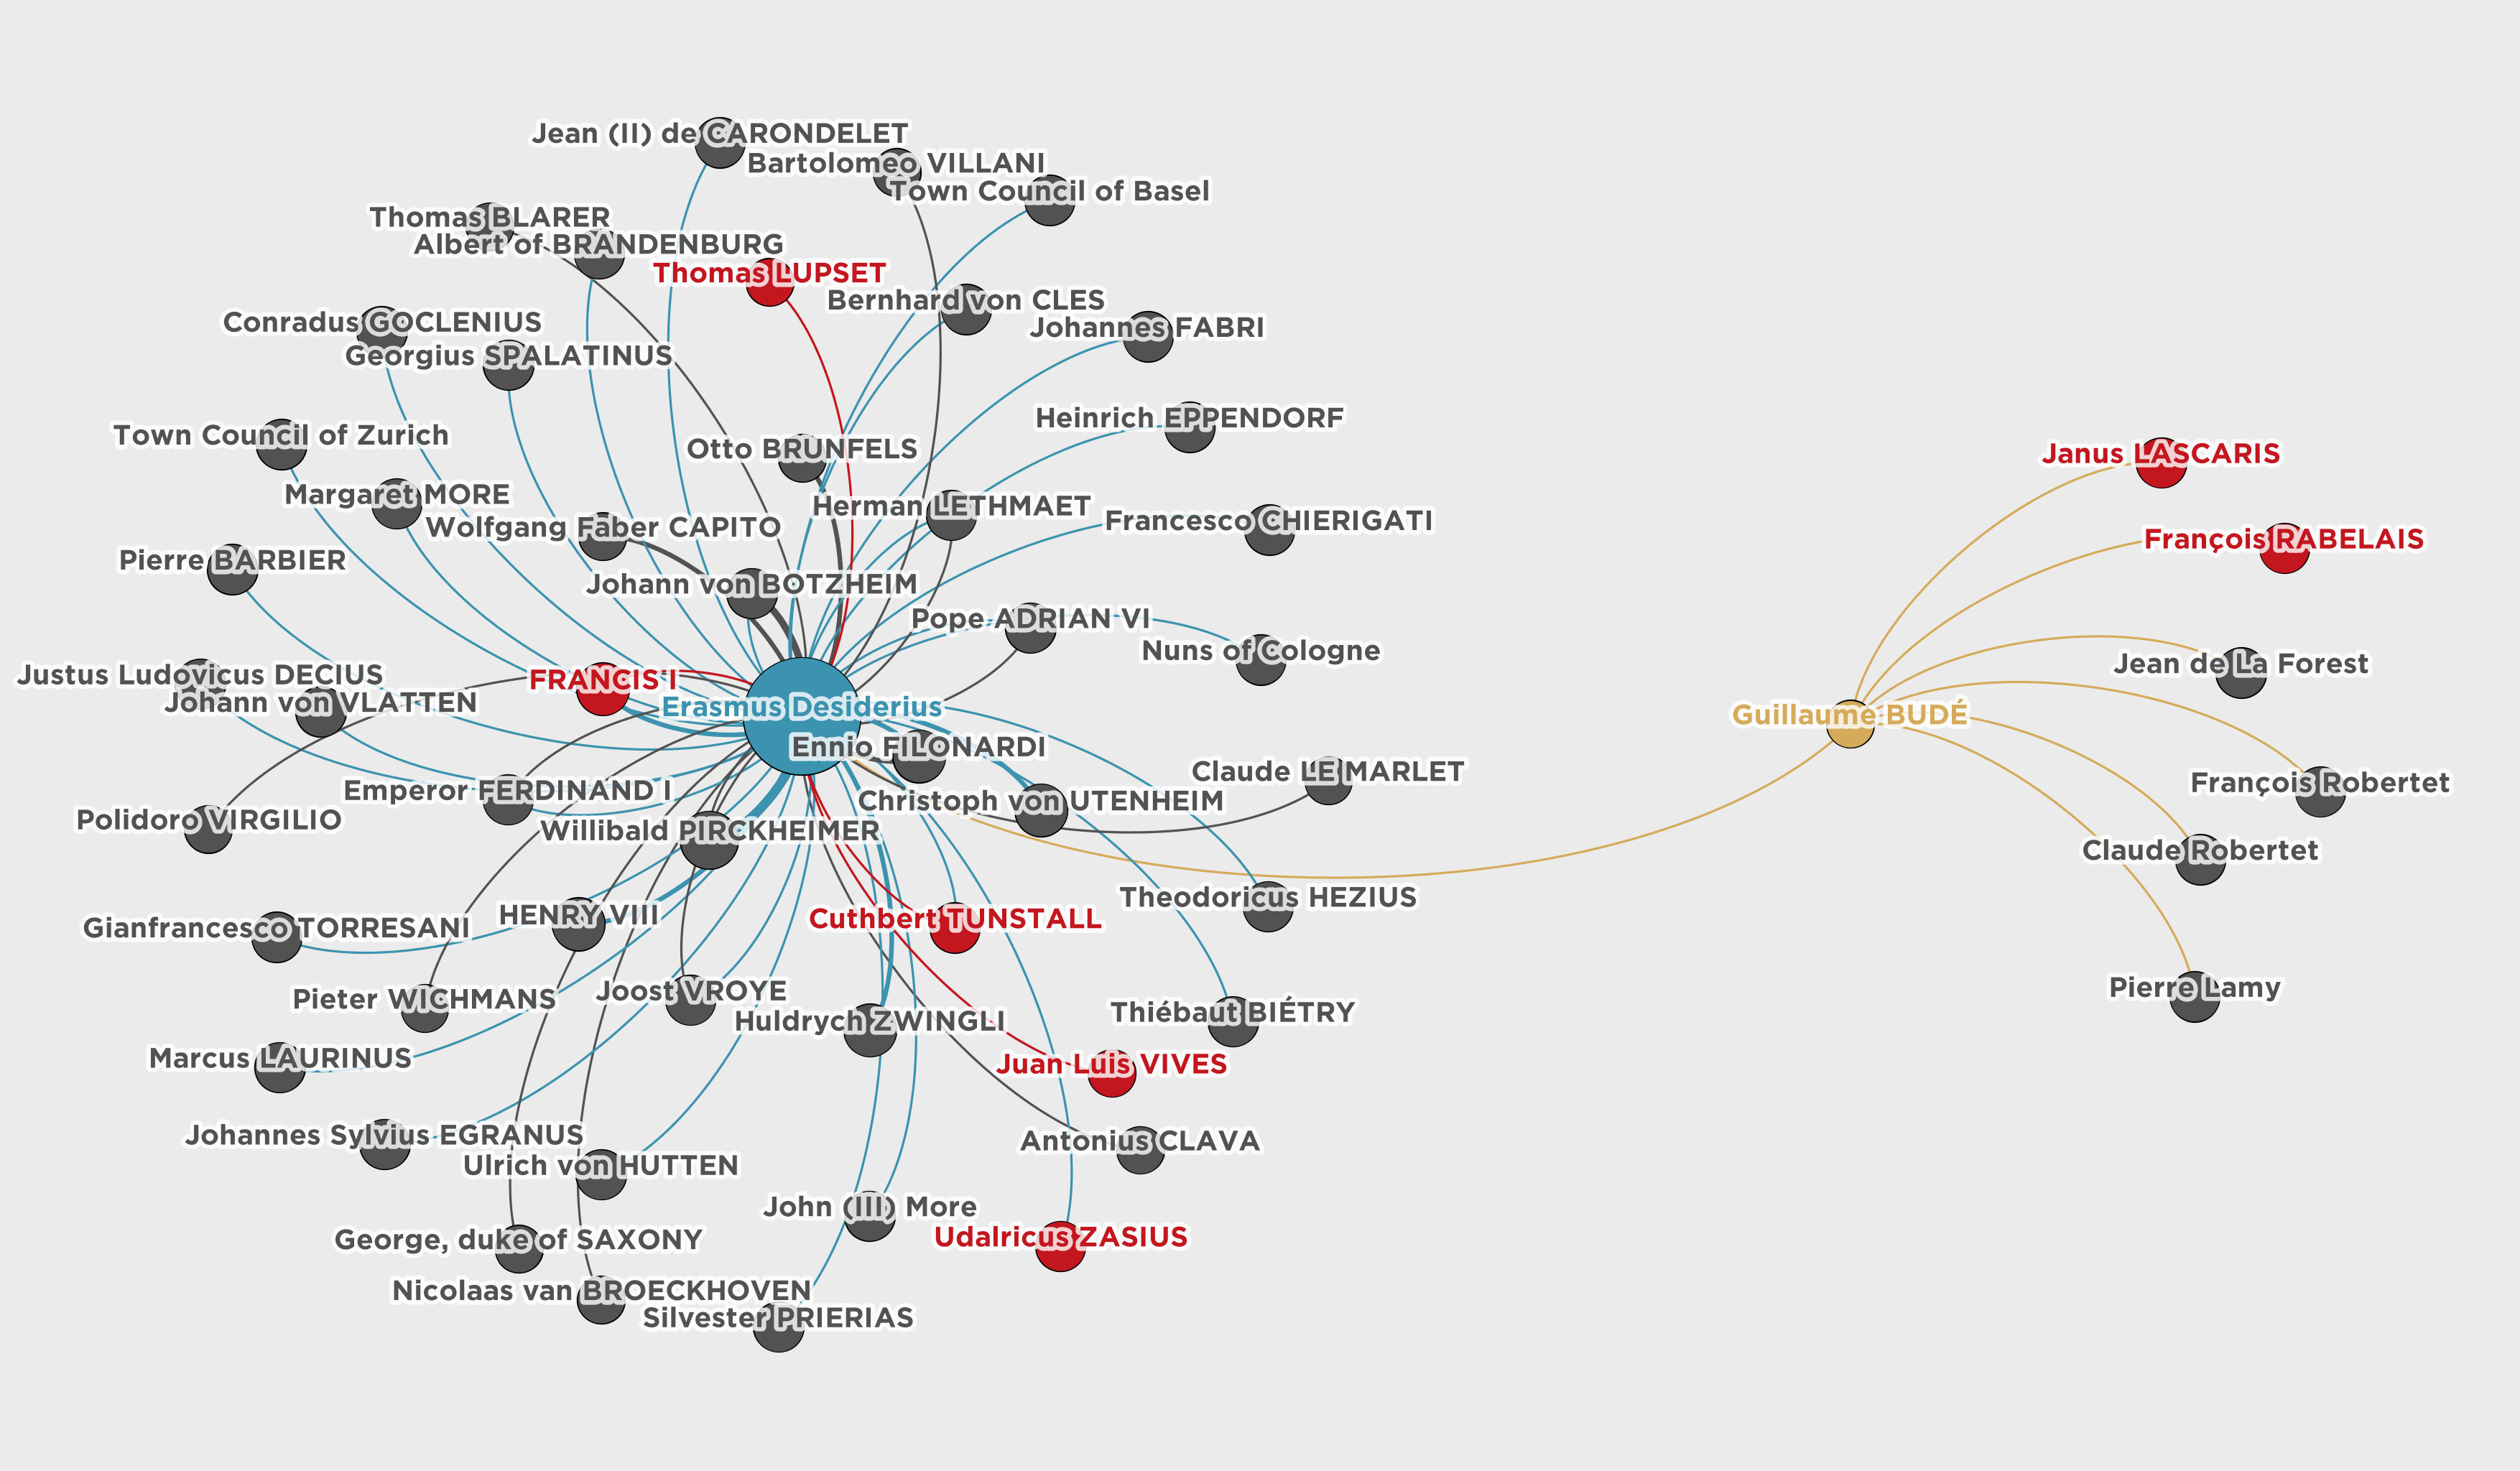 Jean (II) de CARONDELET
Bartolomeo VILLANI
Town Council of Basel
Thomas BLARER
Albert of BRANDENBURG
Thomas LUPSET
Bernhard von CLES
Conradus GOCLENIUS
Johannes FABRI
Georgius SPALATINUS
Heinrich EPPENDORF
Town Council of Zurich
Otto BRUNFELS
Janus LASCARIS
Margaret MORE
Herman LETHMAET
Francesco CHIERIGATI
Wolfgang Faber CAPITO
François RABELAIS
Pierre BARBIER
Johann von BOTZHEIM
Pope ADRIAN VI
Nuns of Cologne
Jean de La Forest
Justus Ludovicus DECIUS
FRANCIS I
Johann von VLATTEN
Erasmus Desiderius
Guillaume BUDÉ
Ennio FILONARDI
Claude LE MARLET
François Robertet
Emperor FERDINAND I
Christoph von UTENHEIM
Polidoro VIRGILIO
Willibald PIRCKHEIMER
Claude Robertet
Theodoricus HEZIUS
HENRY VIII
Cuthbert TUNSTALL
Gianfrancesco TORRESANI
Pierre Lamy
Joost VROYE
Pieter WICHMANS
Thiébaut BIÉTRY
Huldrych ZWINGLI
Marcus LAURINUS
Juan Luis VIVES
Johannes Sylvius EGRANUS
Antonius CLAVA
Ulrich von HUTTEN
John (III) More
Udalricus ZASIUS
George, duke of SAXONY
Nicolaas van BROECKHOVEN
Silvester PRIERIAS